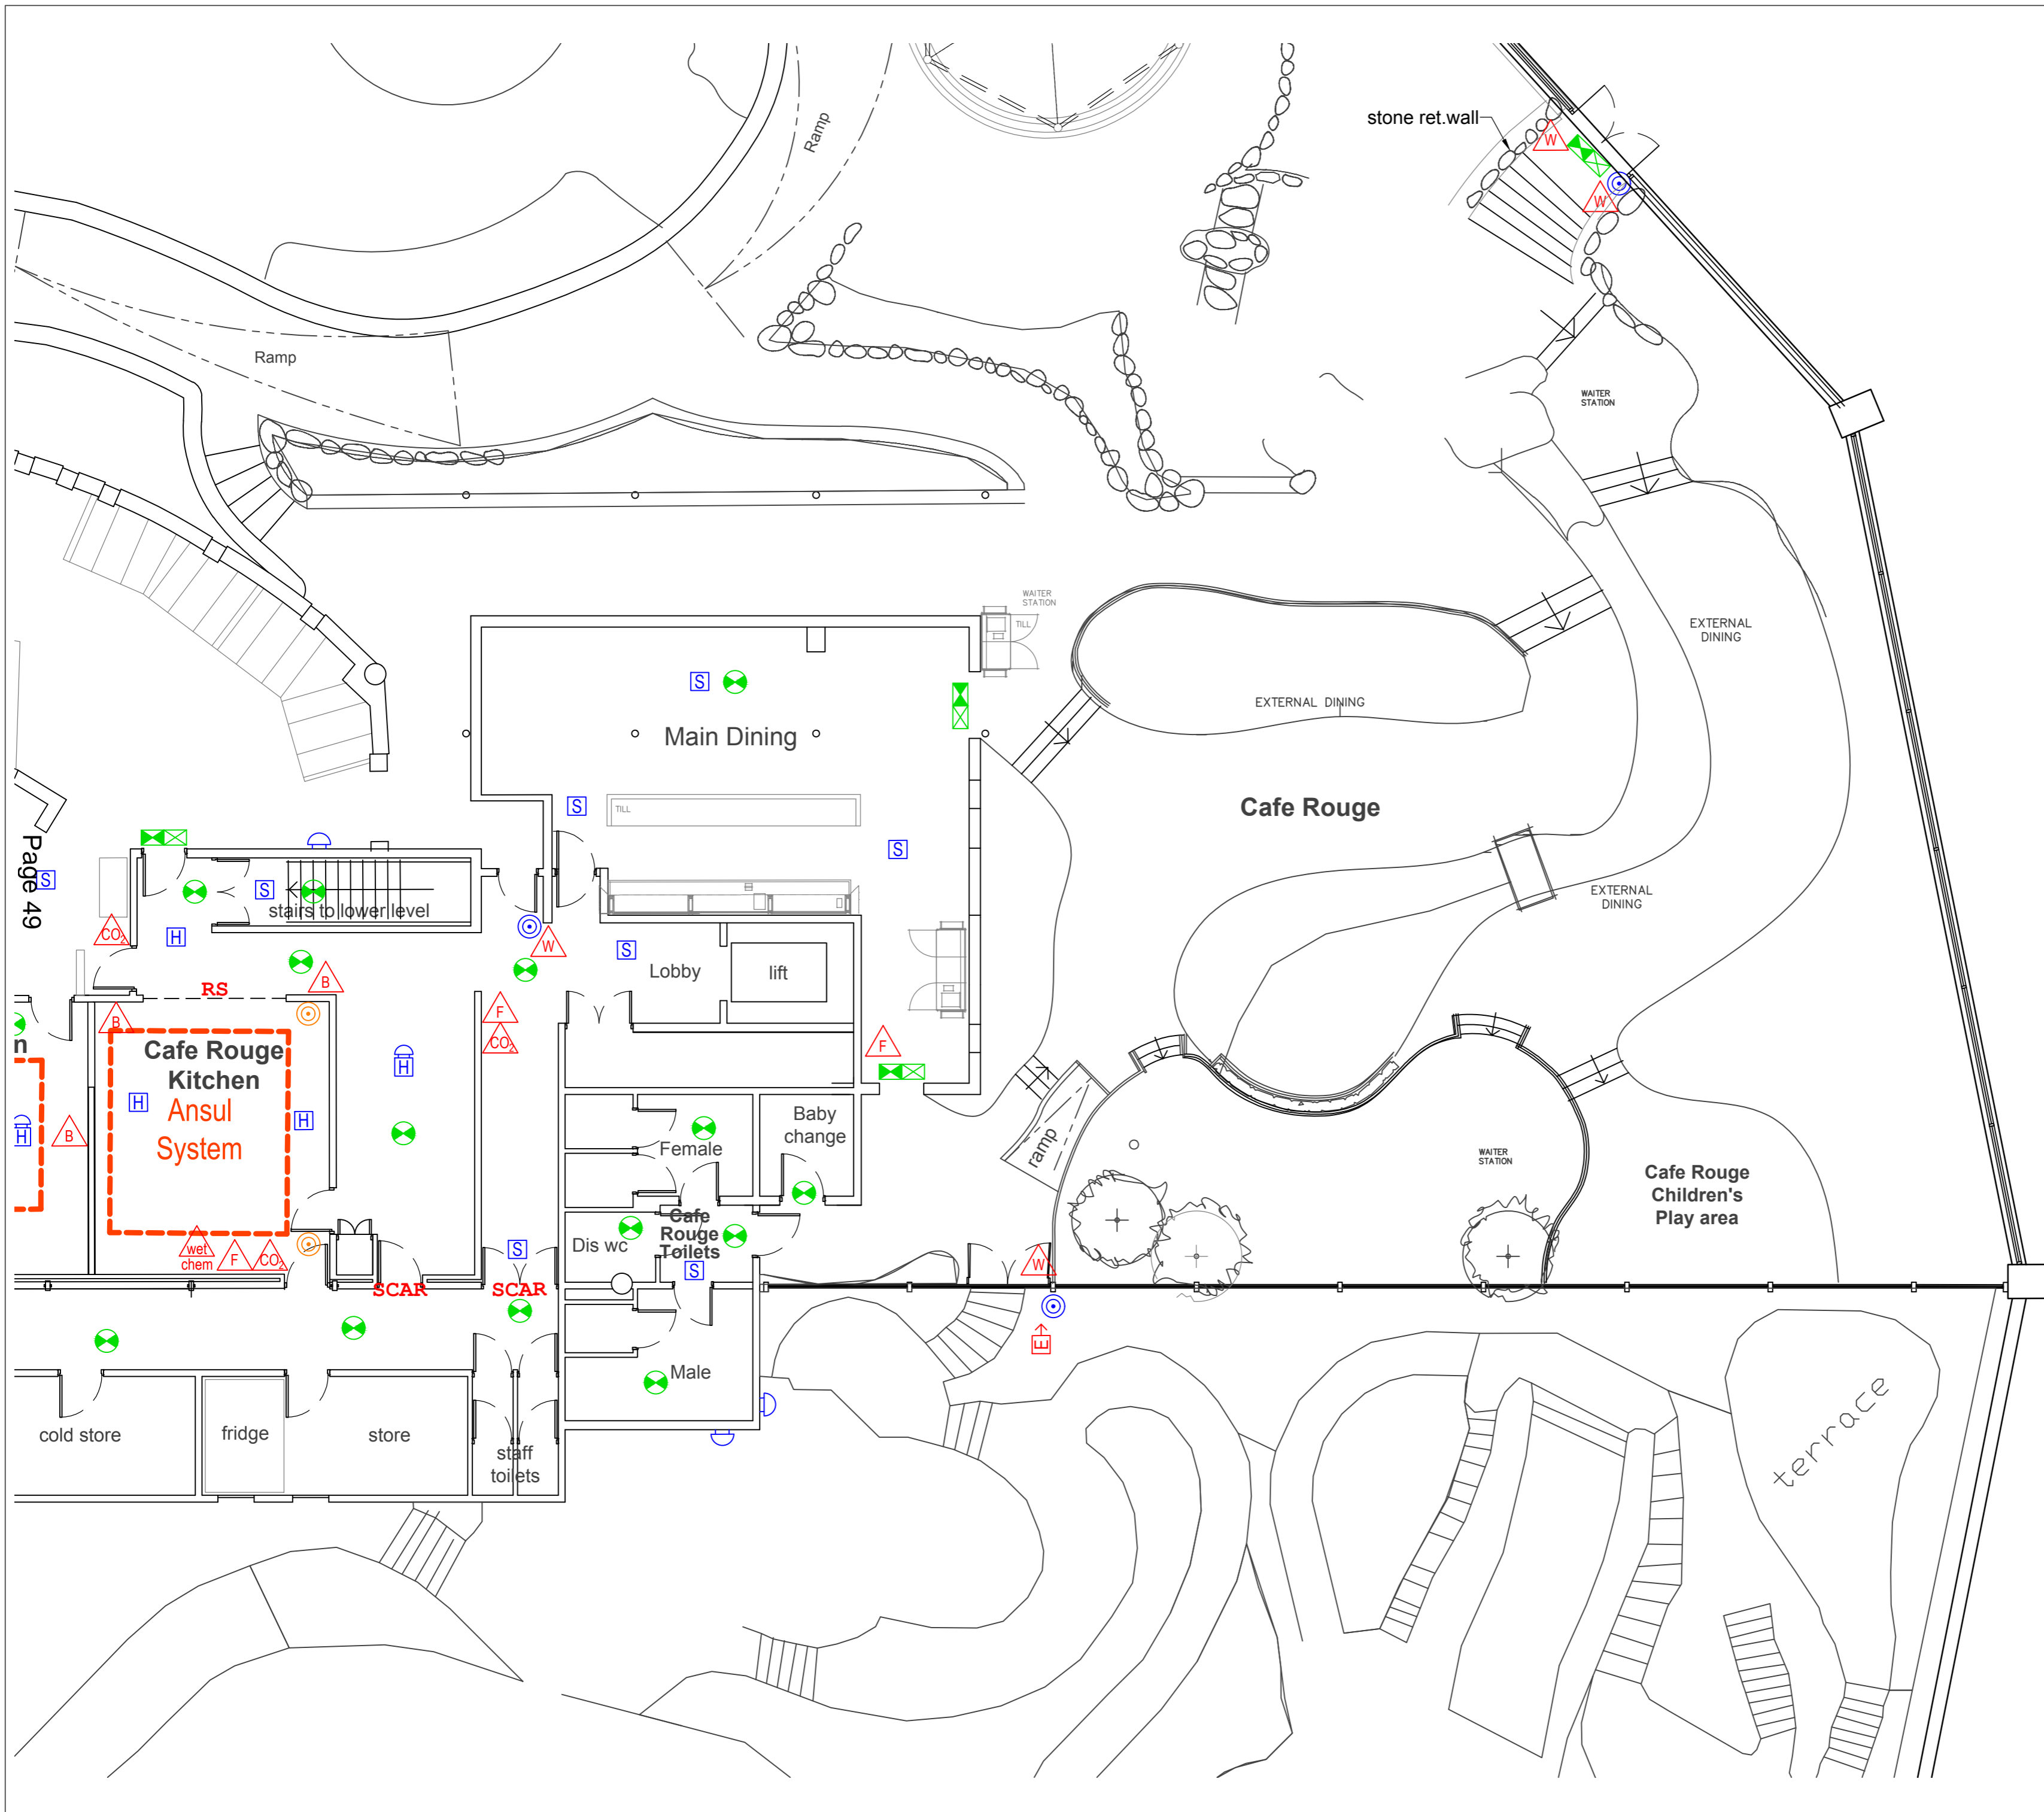 Ramp
stone ret.wall
W
W
Ramp
WAITER
STATION
WAITER
STATION
TILL
EXTERNAL
DINING
S
EXTERNAL DINING
Main Dining
S
TILL
Cafe Rouge
Page 49
S
S
S
stairs to lower level
EXTERNAL
DINING
CO2
H
W
S
Lobby
lift
B
RS
B
F
CO2
F
n
Cafe Rouge
Kitchen
Ansul
System
H
H
H
H
B
Baby
change
Female
ramp
WAITER
STATION
Cafe Rouge
Children's
Play area
Cafe
Rouge
Toilets
Dis wc
S
S
wet
chem
F
CO2
W
SCAR
SCAR
E
Male
cold store
fridge
store
staff
toilets
terrace